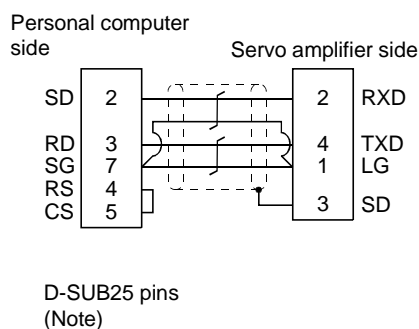 Personal computer
side
Servo amplifier side
SD 2 2 RXD
RD 3 4 TXD
SG 7 1 LG
RS 4
CS 5 3 SD
D-SUB25 pins
(Note)